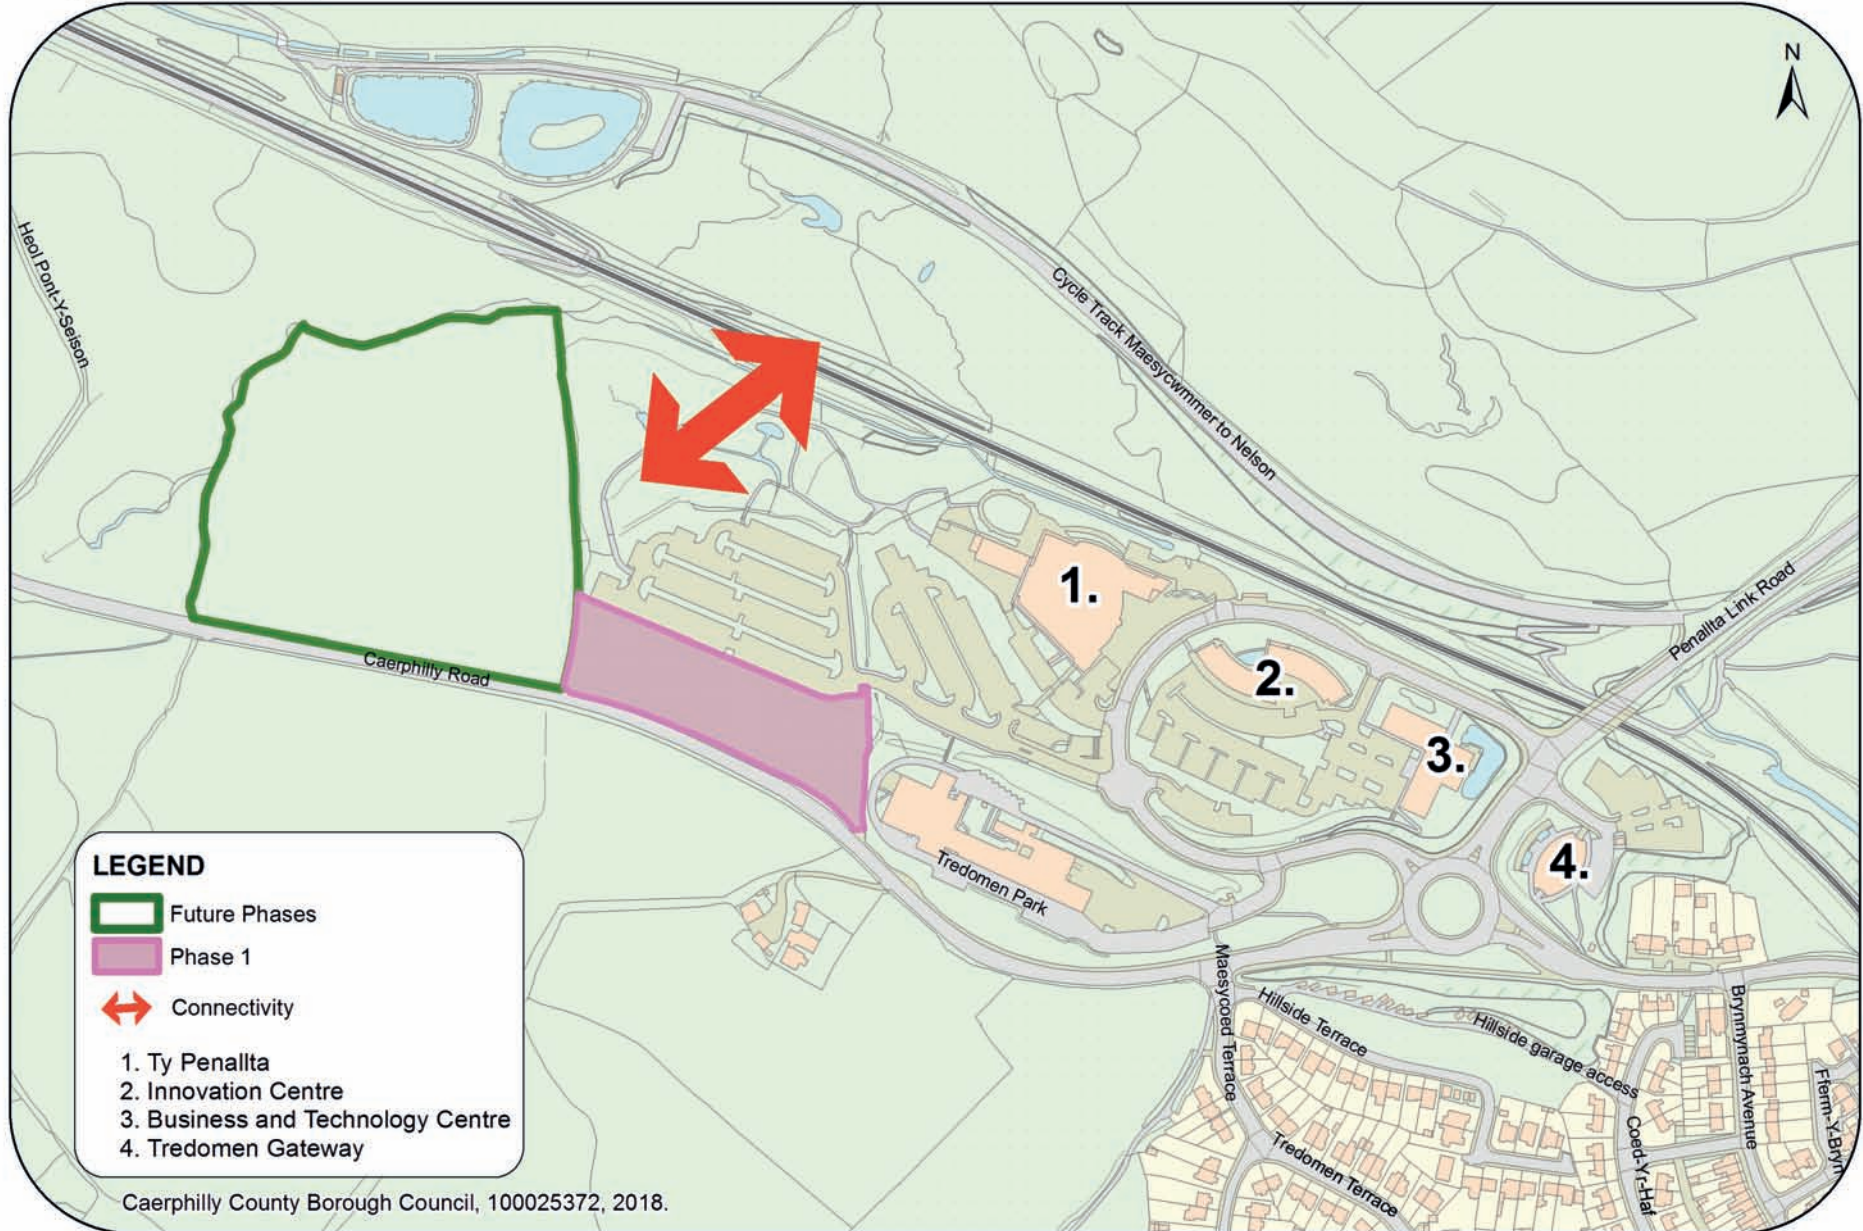 N
Heol Pont-Y-Seison
Cycle Track Maesycwmmer to Nelson
Penallta Link Road
1.
2.
3.
4.
Caerphilly Road
Tredomen Park
Maesycoed Terrace
Hillside Terrace
Hillside garage access
Brynmynach Avenue
Fferm-Y-Bryn
Coed-Yr-Haf
Tredomen Terrace
LEGEND
Future Phases
Phase 1
Connectivity
1. Ty Penallta
2. Innovation Centre
3. Business and Technology Centre
4. Tredomen Gateway
Caerphilly County Borough Council, 100025372, 2018.